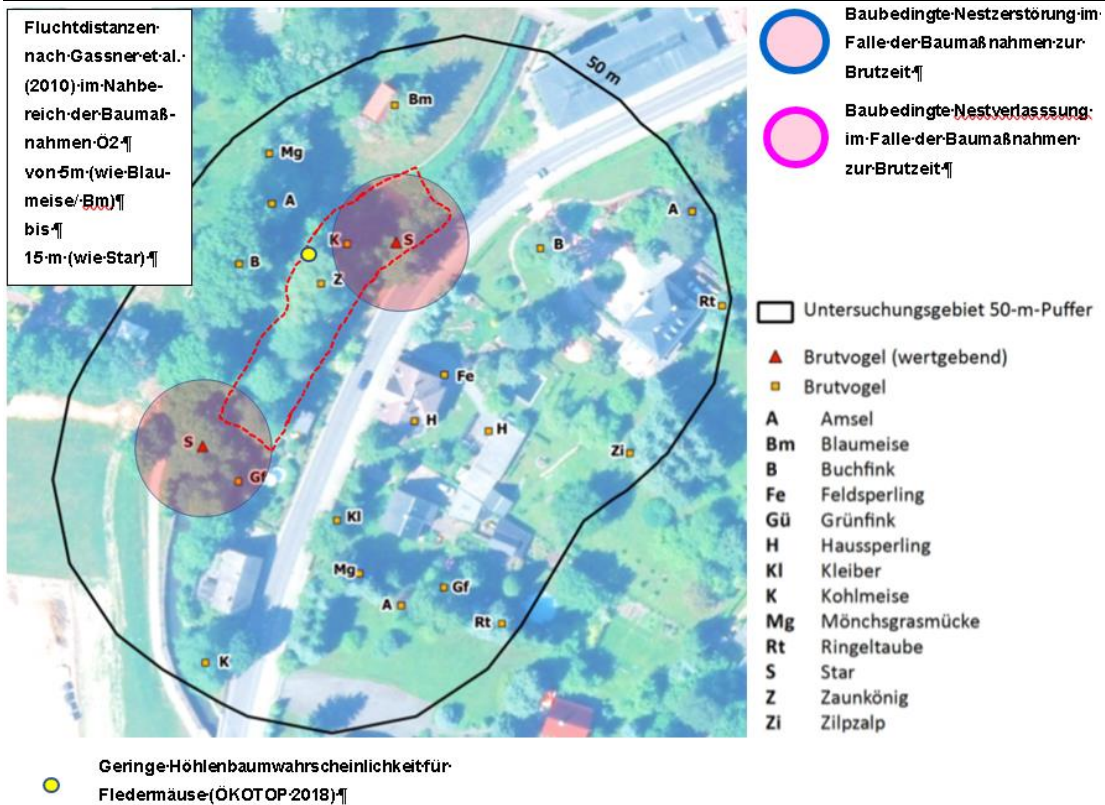 Fluchtdistanzen·
nach·Gassner·et·al.·
(2010)·im·Nahbe-
reich·der·Baumaß-
nahmen·Ö2·¶
von·5m·(wie·Blau-
meise/·Bm)¶
bis·¶
15·m·(wie·Star)·¶
Baubedingte·Nestzerstörung·im·
Falle·der·Baumaßnahmen·zur·
Brutzeit·¶
Baubedingte·Nestverlasssung·
im·Falle·der·Baumaßnahmen·
zur·Brutzeit·¶
50 m
Bm
Mg
A
A
K
S
B
B
Z
Rt
Fe
H
H
S
Zi
Gf
Kl
Mg
Gf
A
Rt
K
Untersuchungsgebiet 50-m-Puffer
Brutvogel (wertgebend)
Brutvogel
A Amsel
Bm Blaumeise
B Buchfink
Fe Feldsperling
Gü Grünfink
H Haussperling
Kl Kleiber
K Kohlmeise
Mg Mönchsgrasmücke
Rt Ringeltaube
S Star
Z Zaunkönig
Zi Zilpzalp
Geringe·Höhlenbaumwahrscheinlichkeit·für·
Fledermäuse·(ÖKOTOP·2018)·¶